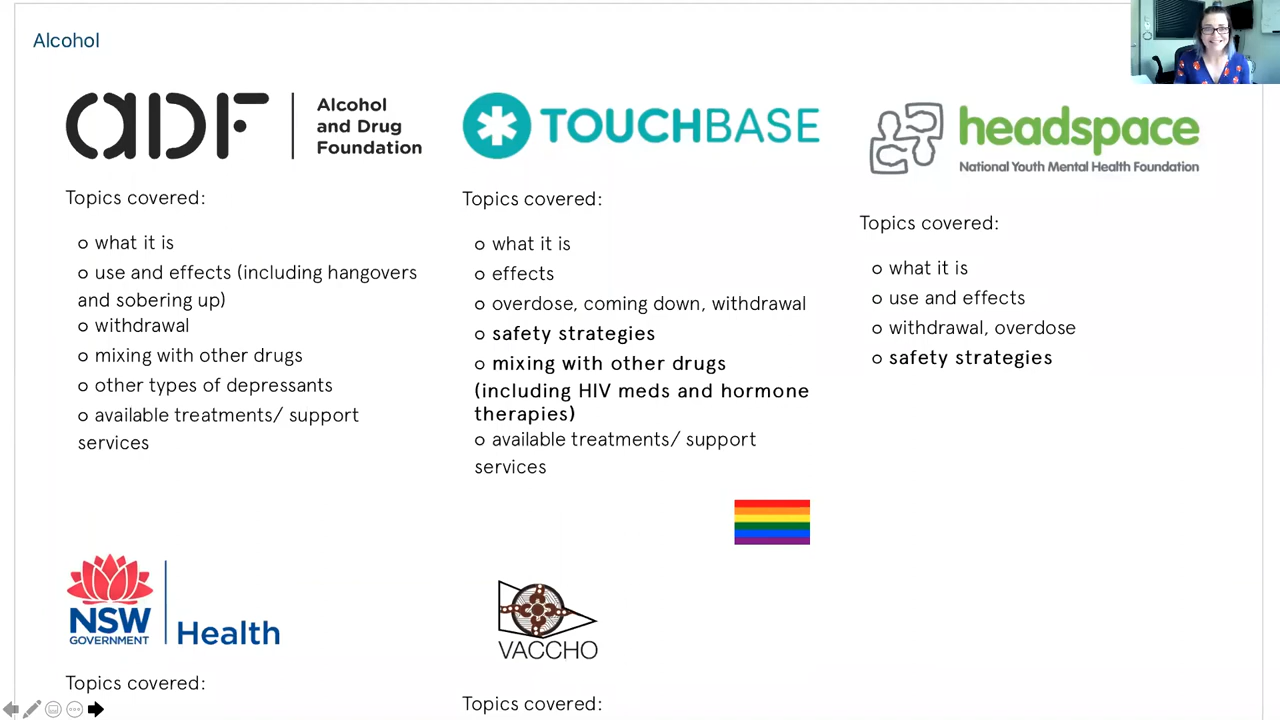 Alcohol
aDF
Alcohol
and Drug
Foundation
Topics covered:
o what it is
o use and effects (including hangovers
and sobering up)
o withdrawal
o mixing with other drugs
o other types of depressants
o available treatments/ support
services
TOUCHBASE
Topics covered:
o what it is
o effects
o overdose, coming down, withdrawal
o safety strategies
o mixing with other drugs
(including HIV meds and hormone
therapies)
o available treatments/ support
services
headspace
National Youth Mental Health Foundation
Topics covered:
o what it is
o use and effects
o withdrawal, overdose
o safety strategies
NSW
GOVERNMENT
Health
Topics covered:
VACCHO
Topics covered: